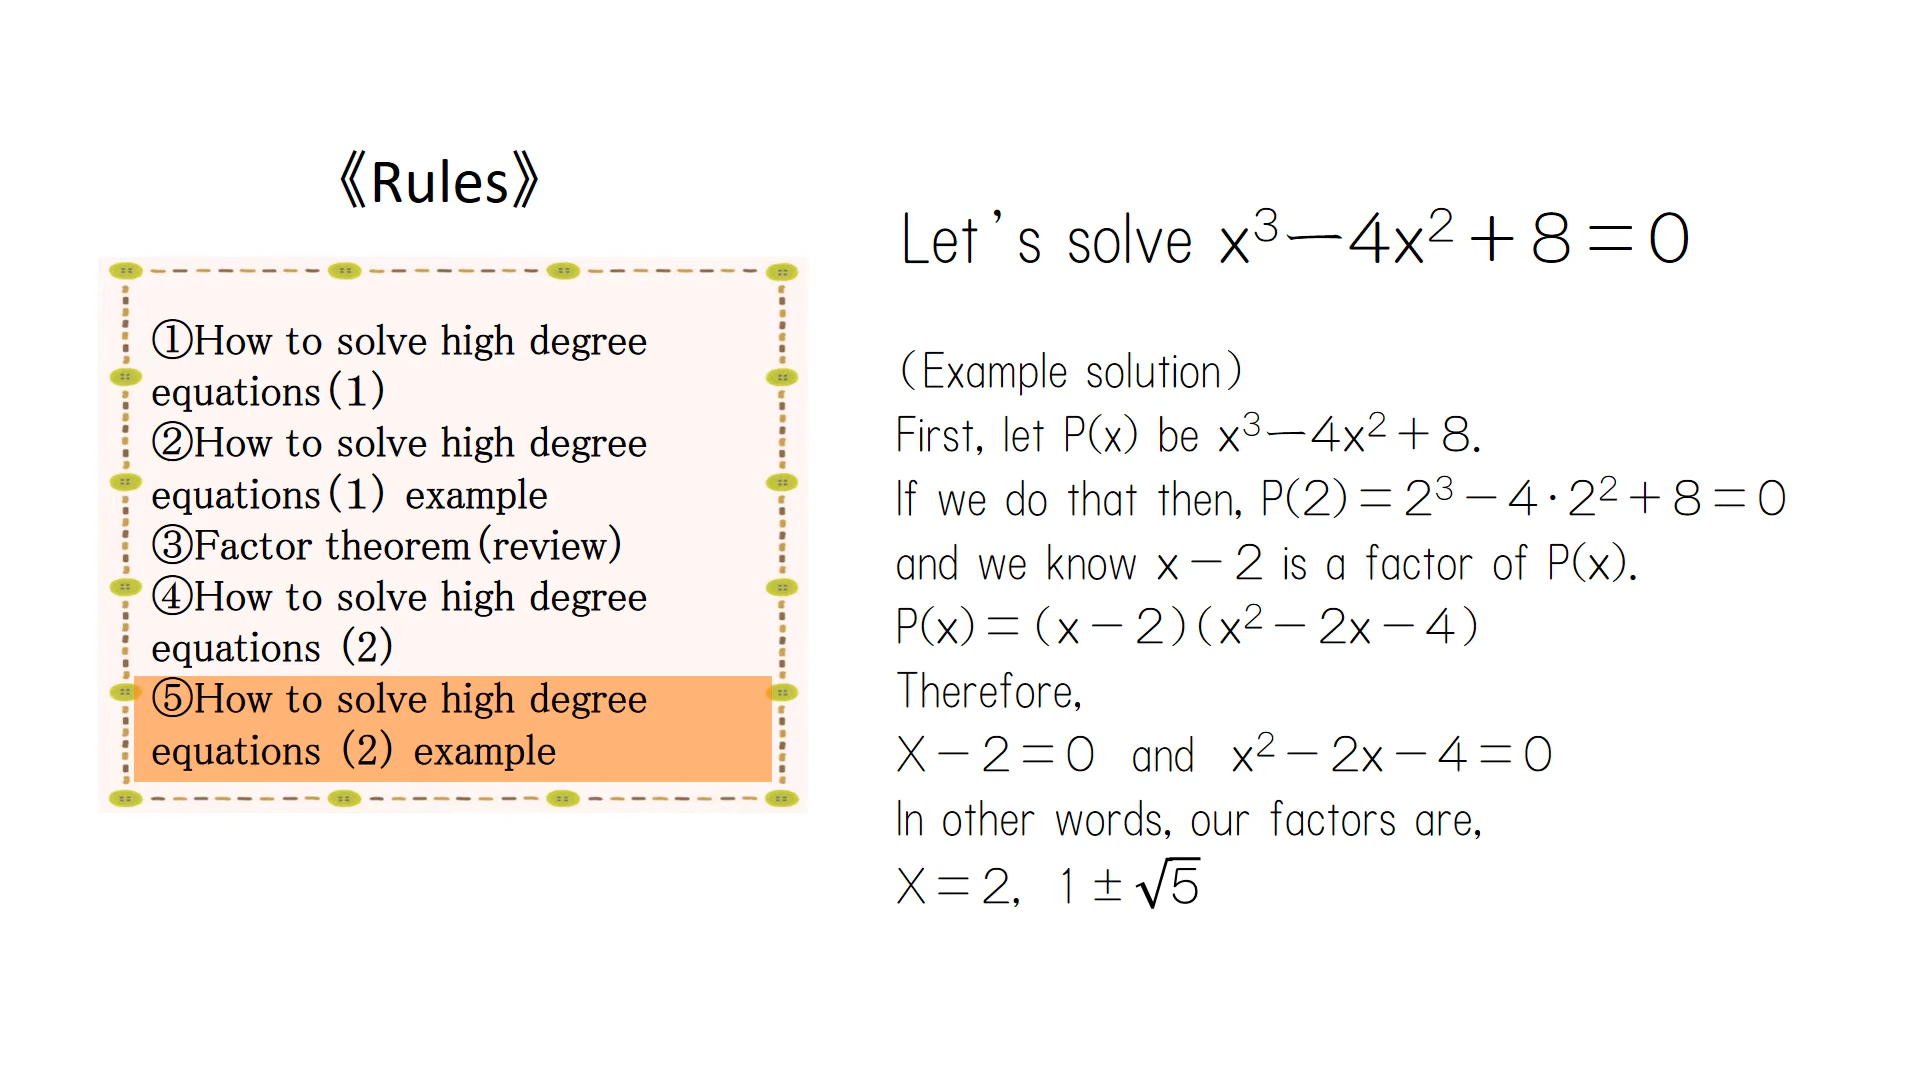 《Rules》
①How to solve high degree
equations(1)
②How to solve high degree
equations(1) example
③Factor theorem(review)
④How to solve high degree
equations (2)
⑤How to solve high degree
equations (2) example
Let’s solve x³−4x²+8=0
(Example solution)
First, let P(x) be x³−4x²+8.
If we do that then, P(2)=2³−4·2²+8=0
and we know x−2 is a factor of P(x).
P(x)=(x−2)(x²−2x−4)
Therefore,
X−2=0 and x²−2x−4=0
In other words, our factors are,
X=2, 1±√5